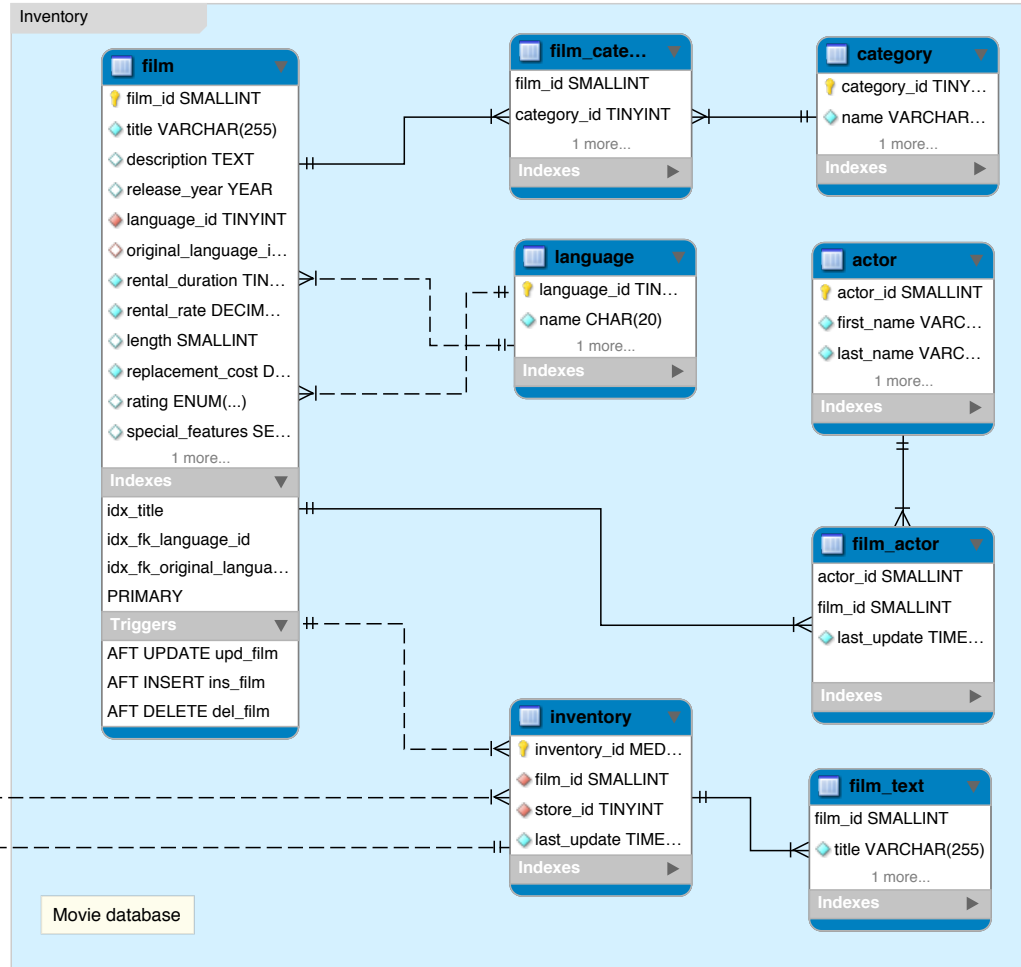 Inventory
film
film_id SMALLINT
title VARCHAR(255)
description TEXT
release_year YEAR
language_id TINYINT
original_language_i...
rental_duration TIN...
rental_rate DECIM...
length SMALLINT
replacement_cost D...
rating ENUM(...)
special_features SE...
1 more...
Indexes
idx_title
idx_fk_language_id
idx_fk_original_langua...
PRIMARY
Triggers
AFT UPDATE upd_film
AFT INSERT ins_film
AFT DELETE del_film
film_cate...
film_id SMALLINT
category_id TINYINT
1 more...
Indexes
category
category_id TINY...
name VARCHAR...
1 more...
Indexes
language
language_id TIN...
name CHAR(20)
1 more...
Indexes
actor
actor_id SMALLINT
first_name VARC...
last_name VARC...
1 more...
Indexes
film_actor
actor_id SMALLINT
film_id SMALLINT
last_update TIME...
Indexes
inventory
inventory_id MED...
film_id SMALLINT
store_id TINYINT
last_update TIME...
Indexes
film_text
film_id SMALLINT
title VARCHAR(255)
1 more...
Indexes
Movie database